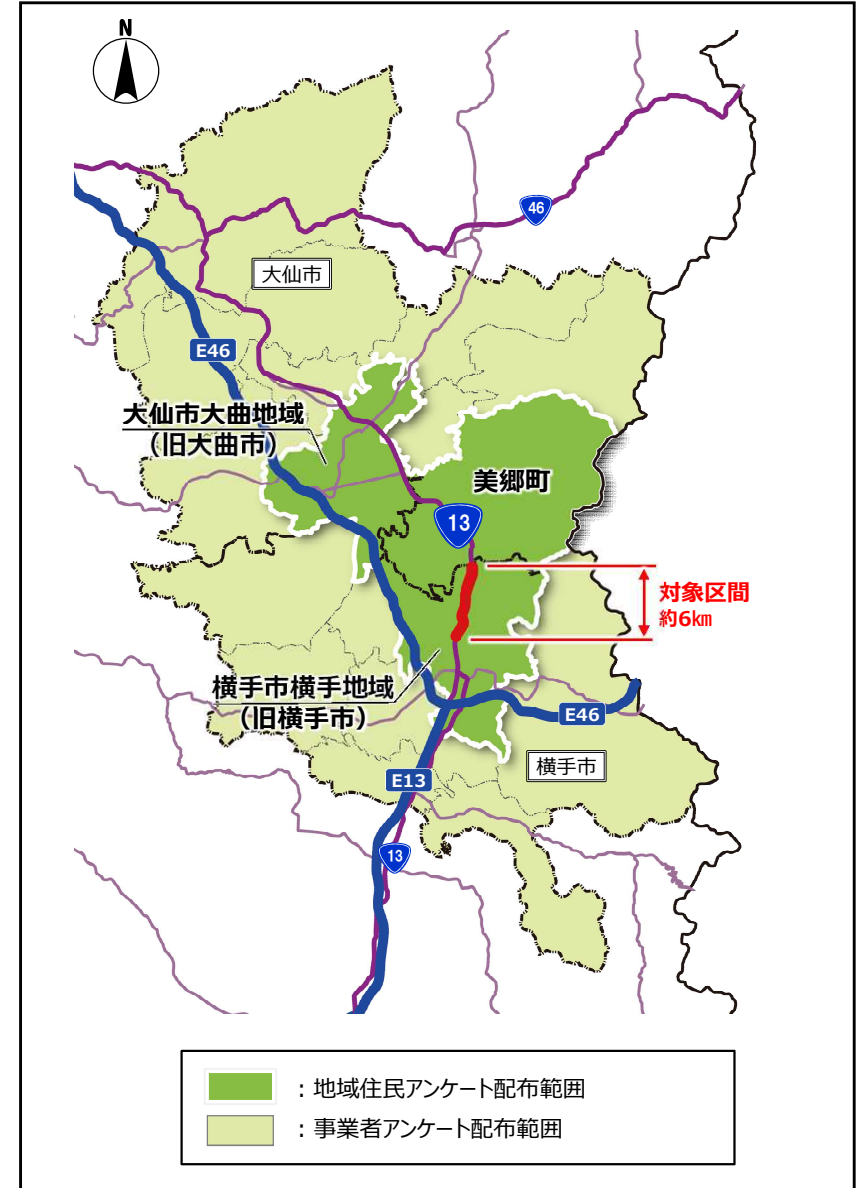 N
46
大仙市
E46
大仙市大曲地域
（旧大曲市）
美郷町
13
対象区間
約6㎞
横手市横手地域
（旧横手市）
E46
横手市
E13
13
：地域住民アンケート配布範囲
：事業者アンケート配布範囲